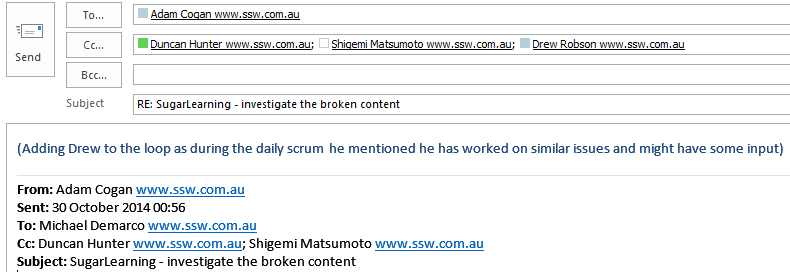 To... Adam Cogan www.ssw.com.au
Send Cc... Duncan Hunter www.ssw.com.au; Shigemi Matsumoto www.ssw.com.au; Drew Robson www.ssw.com.au
Bcc...
Subject RE: SugarLearning - investigate the broken content
(Adding Drew to the loop as during the daily scrum he mentioned he has worked on similar issues and might have some input)
From: Adam Cogan www.ssw.com.au
Sent: 30 October 2014 00:56
To: Michael Demarco www.ssw.com.au
Cc: Duncan Hunter www.ssw.com.au; Shigemi Matsumoto www.ssw.com.au
Subject: SugarLearning - investigate the broken content